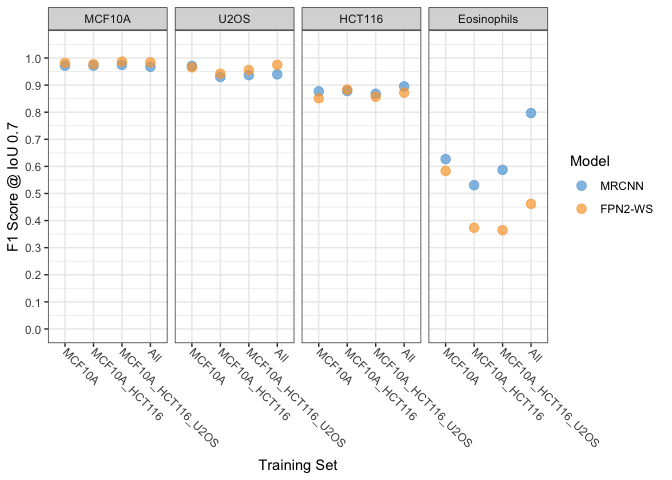 MCF10A
U2OS
HCT116
Eosinophils
F1 Score @ IoU 0.7
1.0
0.9
0.8
0.7
0.6
0.5
0.4
0.3
0.2
0.1
0.0
MCF10A
MCF10A_HCT116
MCF10A_HCT116_U2OS
All
MCF10A
MCF10A_HCT116
MCF10A_HCT116_U2OS
All
MCF10A
MCF10A_HCT116
MCF10A_HCT116_U2OS
All
MCF10A
MCF10A_HCT116
MCF10A_HCT116_U2OS
All
Training Set
Model
MRCNN
FPN2-WS